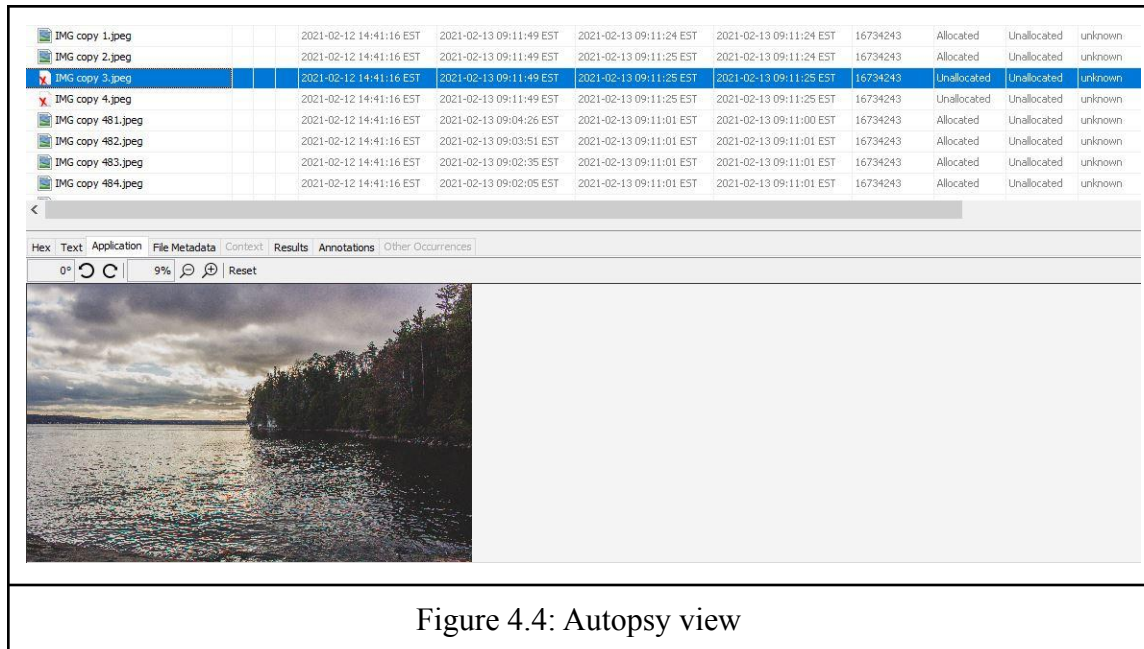 IMG copy 1.jpeg 2021-02-12 14:41:16 EST 2021-02-13 09:11:49 EST 2021-02-13 09:11:24 EST 2021-02-13 09:11:24 EST 16734243 Allocated Unallocated unknown
IMG copy 2.jpeg 2021-02-12 14:41:16 EST 2021-02-13 09:11:49 EST 2021-02-13 09:11:25 EST 2021-02-13 09:11:24 EST 16734243 Allocated Unallocated unknown
IMG copy 3.jpeg 2021-02-12 14:41:16 EST 2021-02-13 09:11:49 EST 2021-02-13 09:11:25 EST 2021-02-13 09:11:25 EST 16734243 Unallocated Unallocated unknown
IMG copy 4.jpeg 2021-02-12 14:41:16 EST 2021-02-13 09:11:49 EST 2021-02-13 09:11:25 EST 2021-02-13 09:11:25 EST 16734243 Unallocated Unallocated unknown
IMG copy 481.jpeg 2021-02-12 14:41:16 EST 2021-02-13 09:04:26 EST 2021-02-13 09:11:01 EST 2021-02-13 09:11:00 EST 16734243 Allocated Unallocated unknown
IMG copy 482.jpeg 2021-02-12 14:41:16 EST 2021-02-13 09:03:51 EST 2021-02-13 09:11:01 EST 2021-02-13 09:11:01 EST 16734243 Allocated Unallocated unknown
IMG copy 483.jpeg 2021-02-12 14:41:16 EST 2021-02-13 09:02:35 EST 2021-02-13 09:11:01 EST 2021-02-13 09:11:01 EST 16734243 Allocated Unallocated unknown
IMG copy 484.jpeg 2021-02-12 14:41:16 EST 2021-02-13 09:02:05 EST 2021-02-13 09:11:01 EST 2021-02-13 09:11:01 EST 16734243 Allocated Unallocated unknown
Hex Text Application File Metadata Context Results Annotations Other Occurrences
0° 9% Reset
Figure 4.4: Autopsy view